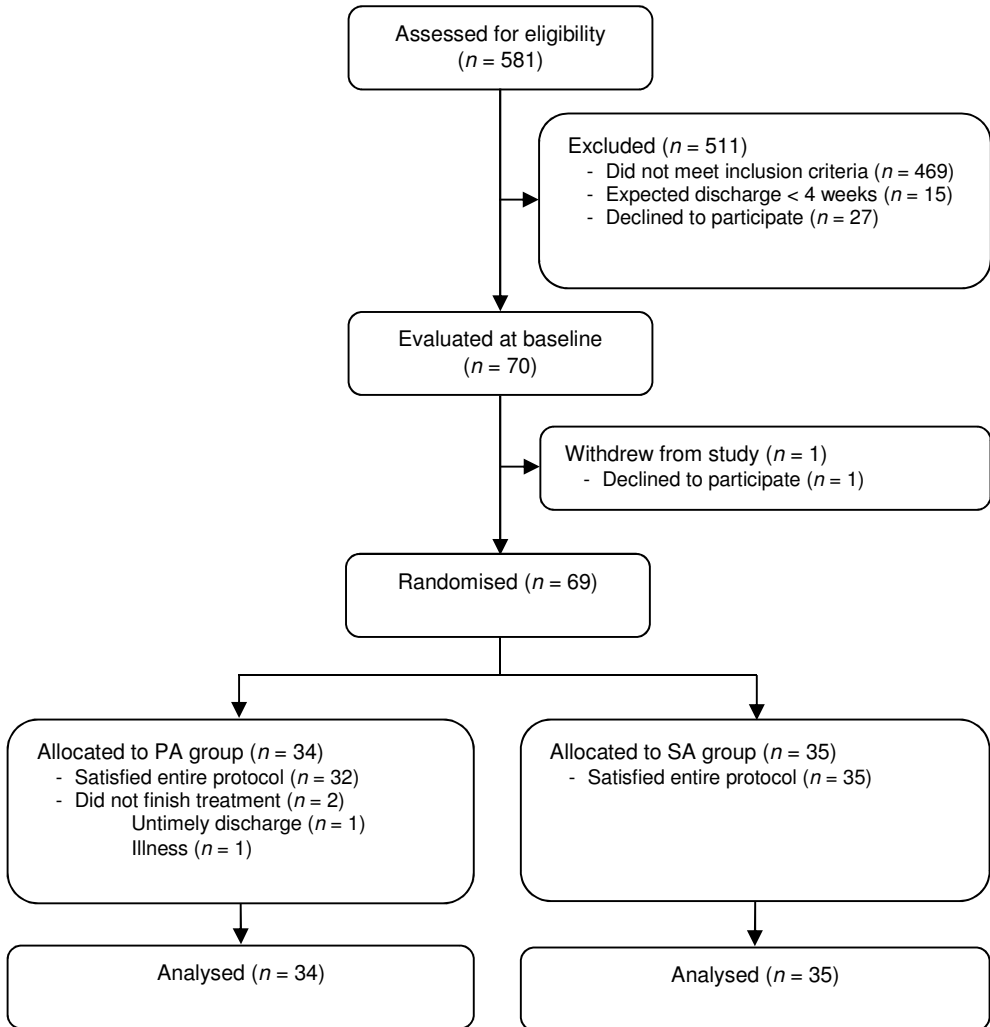 Assessed for eligibility
(n = 581)
Excluded (n = 511)
- Did not meet inclusion criteria (n = 469)
- Expected discharge < 4 weeks (n = 15)
- Declined to participate (n = 27)
Evaluated at baseline
(n = 70)
Withdrew from study (n = 1)
- Declined to participate (n = 1)
Randomised (n = 69)
Allocated to PA group (n = 34)
- Satisfied entire protocol (n = 32)
- Did not finish treatment (n = 2)
Untimely discharge (n = 1)
Illness (n = 1)
Allocated to SA group (n = 35)
- Satisfied entire protocol (n = 35)
Analysed (n = 34)
Analysed (n = 35)